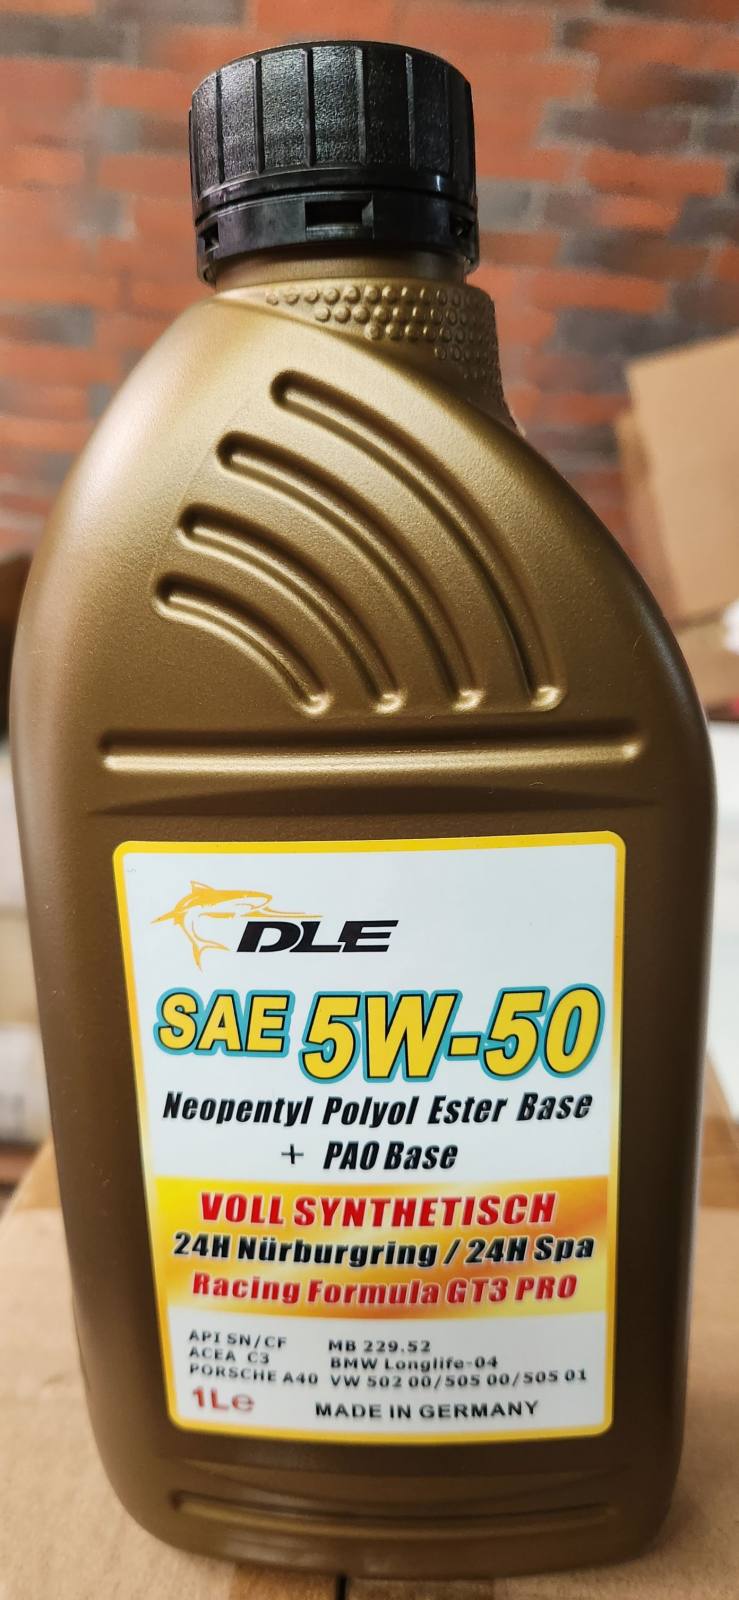 DLE
SAE 5W-50
Neopentyl Polyol Ester Base
+ PAO Base
VOLL SYNTHETISCH
24H Nürburgring / 24H Spa
Racing Formula GT3 PRO
API SN/CF MB 229.52
ACEA C3 BMW Longlife-04
PORSCHE A40 VW 502 00/505 00/505 01
1L℮ MADE IN GERMANY